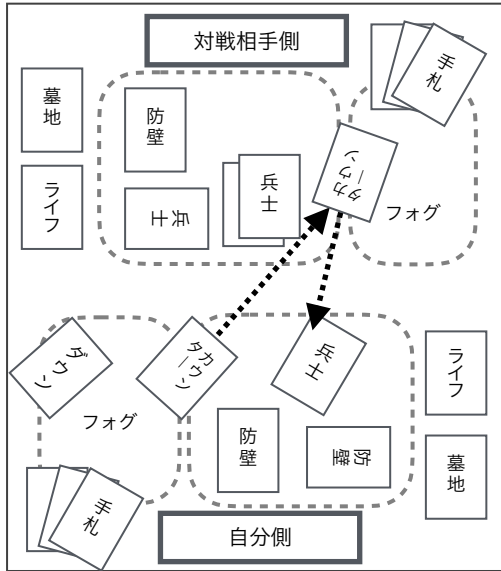 対戦相手側
手札
墓地
防壁
兵士
カウンター
ライフ
兵士
フォグ
ダウン
カウンター
兵士
ライフ
フォグ
防壁
防壁
墓地
手札
自分側